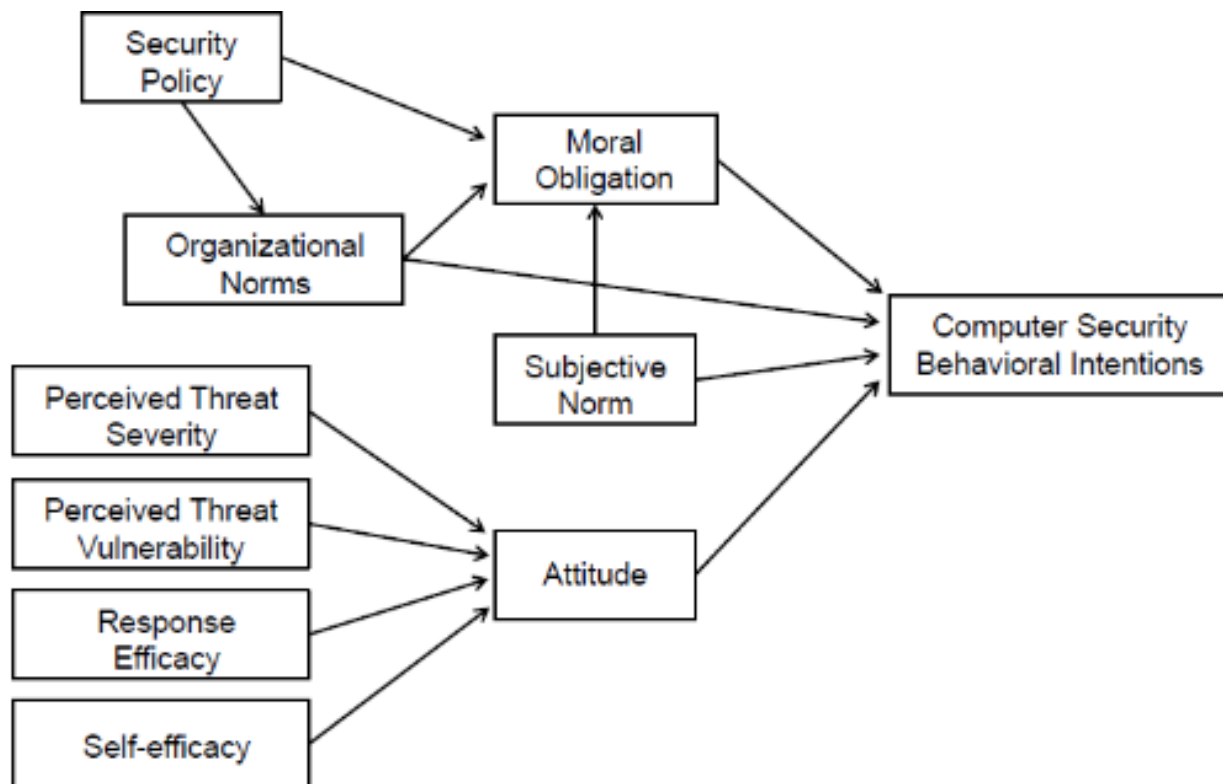 Security
Policy
Moral
Obligation
Organizational
Norms
Computer Security
Behavioral Intentions
Subjective
Norm
Perceived Threat
Severity
Perceived Threat
Vulnerability
Attitude
Response
Efficacy
Self-efficacy